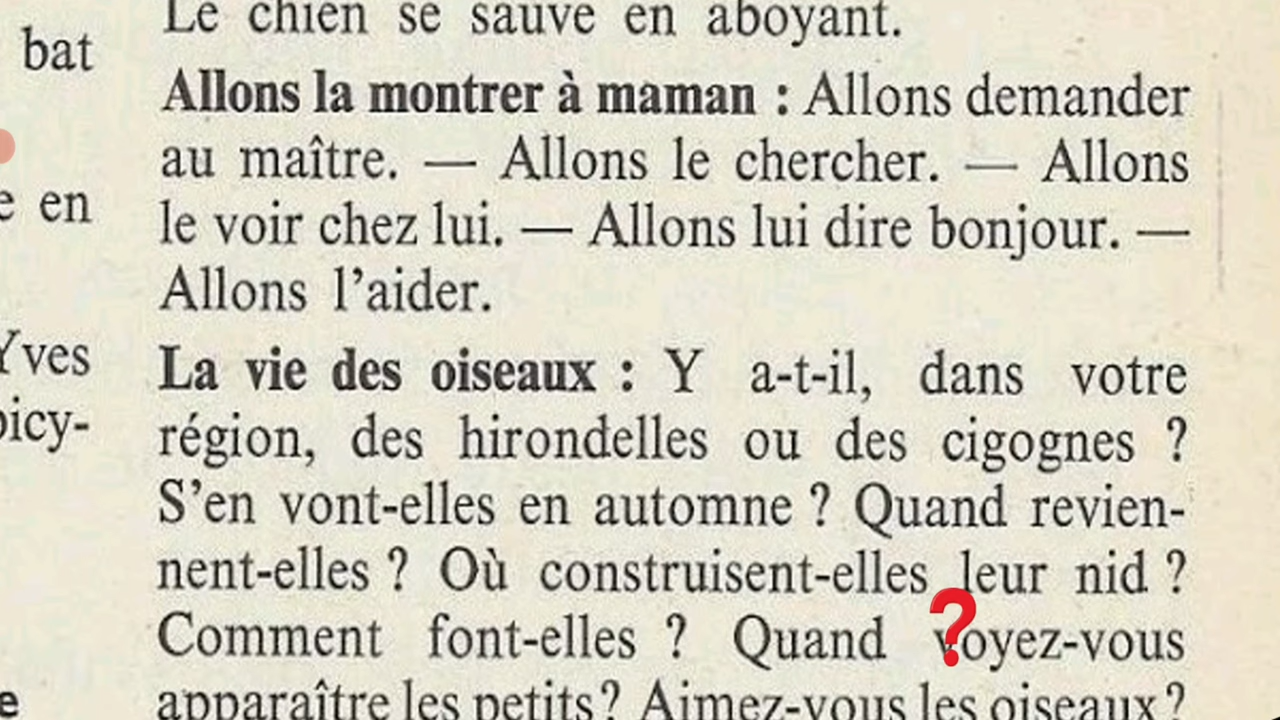 bat
e en
Yves
picy-
e
Le chien se sauve en aboyant.
Allons la montrer à maman : Allons demander
au maître. — Allons le chercher. — Allons
le voir chez lui. — Allons lui dire bonjour. —
Allons l'aider.
La vie des oiseaux : Y a-t-il, dans votre
région, des hirondelles ou des cigognes ?
S'en vont-elles en automne ? Quand revien-
nent-elles ? Où construisent-elles leur nid ?
Comment font-elles ? Quand voyez-vous
apparaître les petits? Aimez-vous les oiseaux?
❓